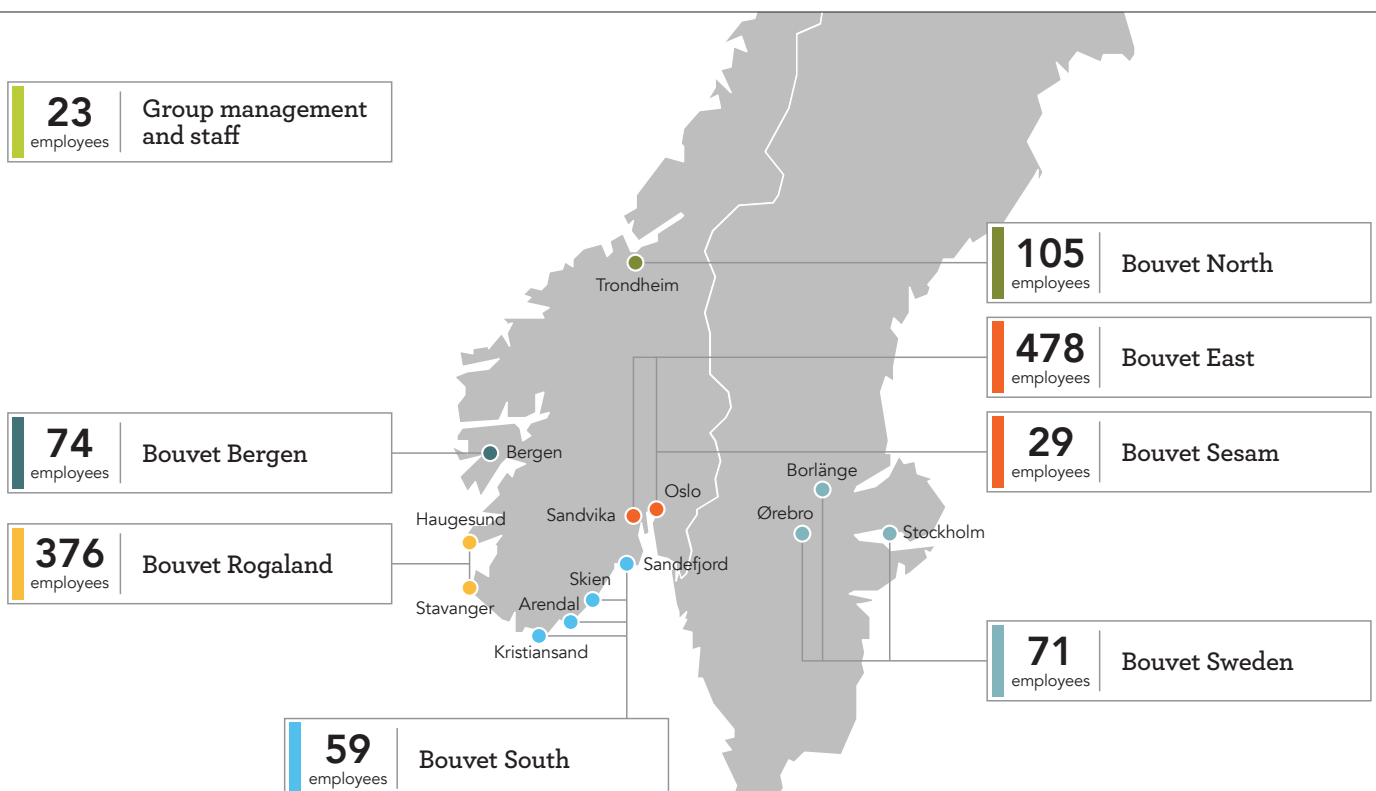 23
employees
Group management
and staff
105
employees
Bouvet North
Trondheim
478
employees
Bouvet East
74
employees
Bouvet Bergen
Bergen
29
employees
Bouvet Sesam
Borlänge
Oslo
Sandvika
Ørebro
Stockholm
Haugesund
376
employees
Bouvet Rogaland
Sandefjord
Skien
Stavanger
Arendal
Kristiansand
71
employees
Bouvet Sweden
59
employees
Bouvet South